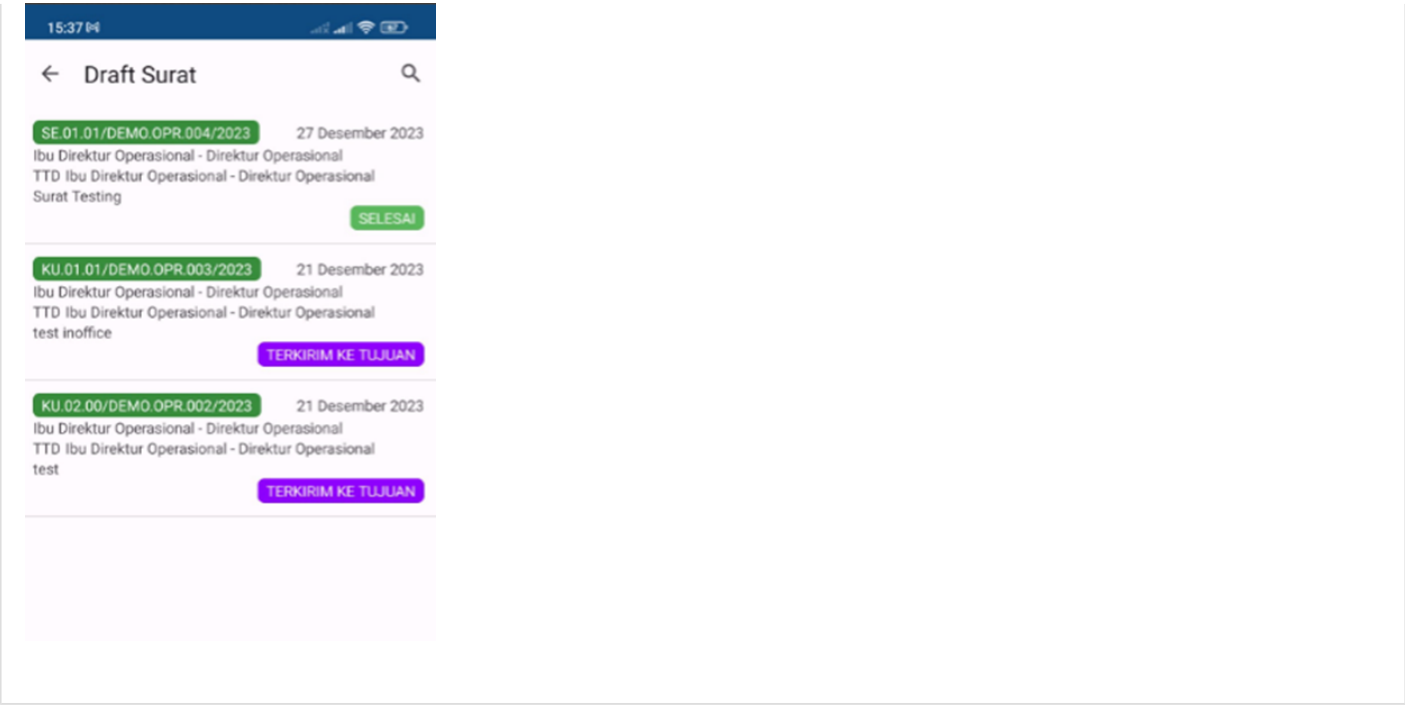 15:37
Draft Surat
SE.01.01/DEMO.OPR.004/2023 27 Desember 2023
Ibu Direktur Operasional - Direktur Operasional
TTD Ibu Direktur Operasional - Direktur Operasional
Surat Testing
SELESAI
KU.01.01/DEMO.OPR.003/2023 21 Desember 2023
Ibu Direktur Operasional - Direktur Operasional
TTD Ibu Direktur Operasional - Direktur Operasional
test inoffice
TERKIRIM KE TUJUAN
KU.02.00/DEMO.OPR.002/2023 21 Desember 2023
Ibu Direktur Operasional - Direktur Operasional
TTD Ibu Direktur Operasional - Direktur Operasional
test
TERKIRIM KE TUJUAN